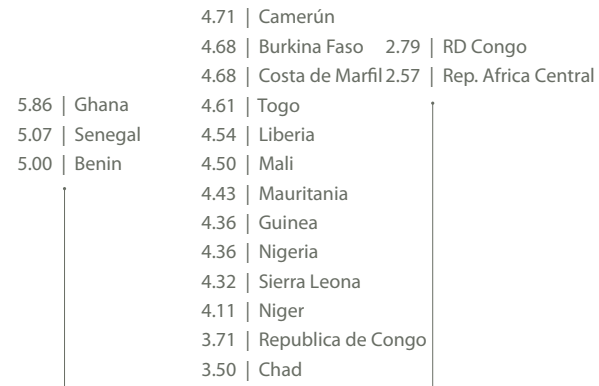 5.86 | Ghana
5.07 | Senegal
5.00 | Benin
4.71 | Camerún
4.68 | Burkina Faso
4.68 | Costa de Marfil
4.61 | Togo
4.54 | Liberia
4.50 | Mali
4.43 | Mauritania
4.36 | Guinea
4.36 | Nigeria
4.32 | Sierra Leona
4.11 | Niger
3.71 | Republica de Congo
3.50 | Chad
2.79 | RD Congo
2.57 | Rep. Africa Central